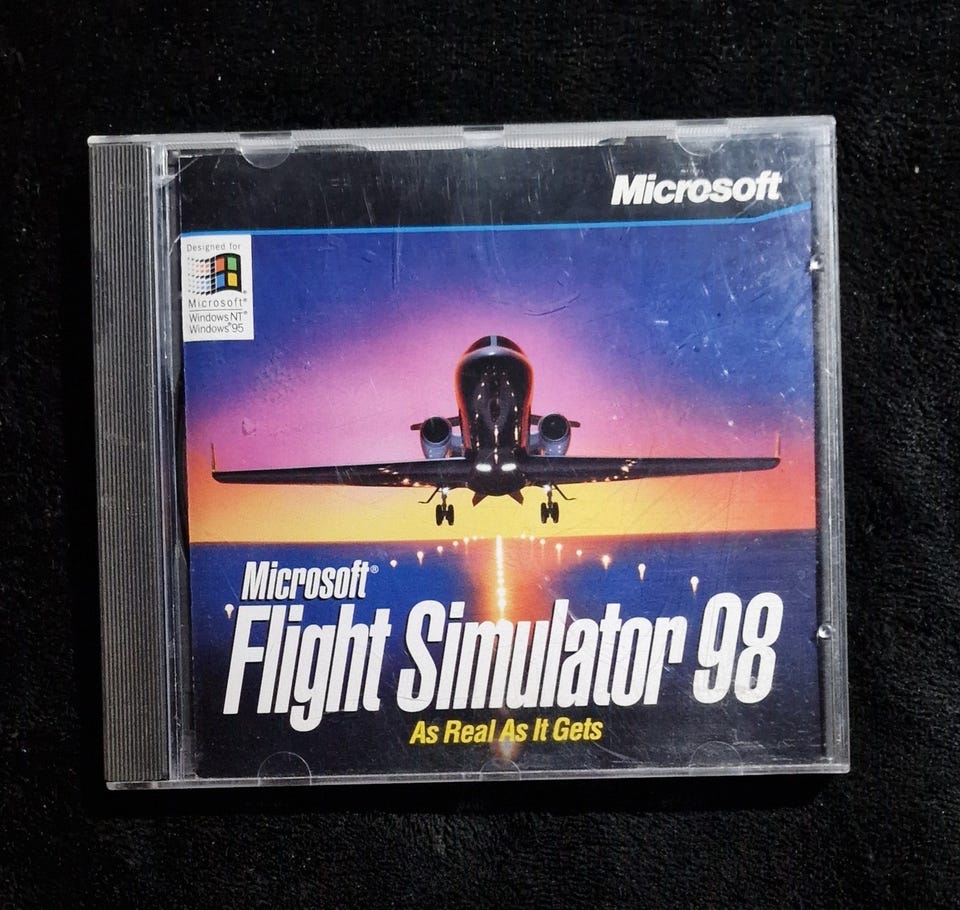 Microsoft
Designed for
Microsoft®
Windows NT®
Windows®95
Microsoft®
Flight Simulator 98
As Real As It Gets